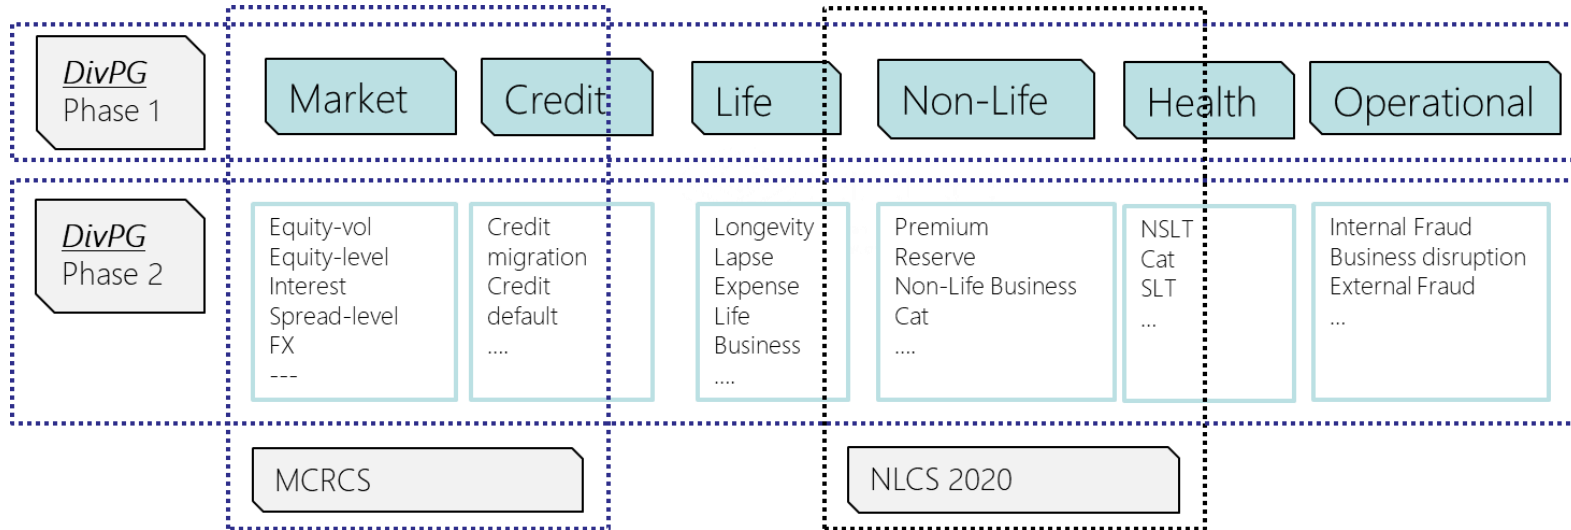 DivPG
Phase 1
Market
Credit
Life
Non-Life
Health
Operational
DivPG
Phase 2
Equity-vol
Equity-level
Interest
Spread-level
FX
---
Credit
migration
Credit
default
....
Longevity
Lapse
Expense
Life
Business
....
Premium
Reserve
Non-Life Business
Cat
....
NSLT
Cat
SLT
...
Internal Fraud
Business disruption
External Fraud
...
MCRCS
NLCS 2020